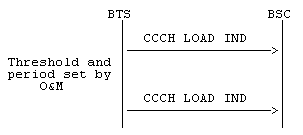 BTS BSC
CCCH LOAD IND
Threshold and
period set by
O&M
CCCH LOAD IND